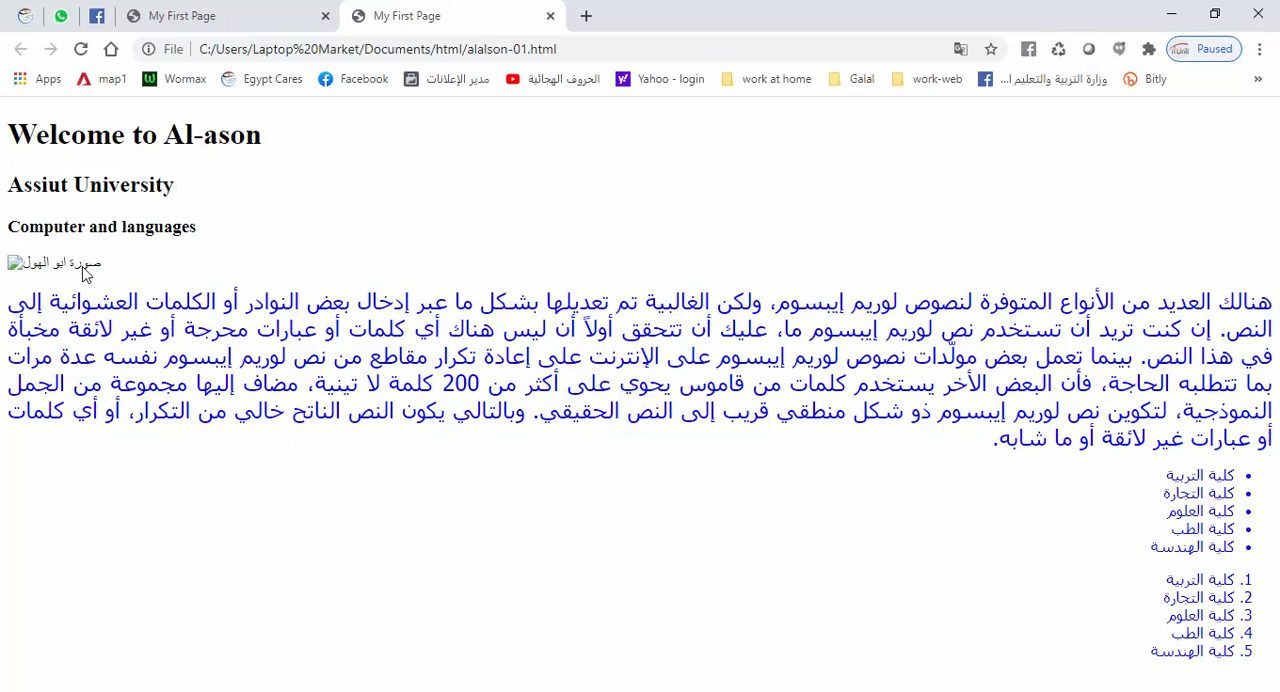 My First Page
My First Page
File
C:/Users/Laptop%20Market/Documents/html/alalson-01.html
Paused
Apps
map1
Wormax
Egypt Cares
Facebook
مدير الإعلانات
الحروف الهجائية
Yahoo - login
work at home
Galal
work-web
وزارة التربية والتعليم ا...
Bitly
»
Welcome to Al-ason
Assiut University
Computer and languages
صورة ابو الهول
هنالك العديد من الأنواع المتوفرة لنصوص لوريم إيبسوم، ولكن الغالبية تم تعديلها بشكل ما عبر إدخال بعض النوادر أو الكلمات العشوائية إلى
النص. إن كنت تريد أن تستخدم نص لوريم إيبسوم ما، عليك أن تتحقق أولاً أن ليس هناك أي كلمات أو عبارات محرجة أو غير لائقة مخبأة
في هذا النص. بينما تعمل بعض مولّدات نصوص لوريم إيبسوم على الإنترنت على إعادة تكرار مقاطع من نص لوريم إيبسوم نفسه عدة مرات
بما تتطلبه الحاجة، فأن البعض الأخر يستخدم كلمات من قاموس يحوي على أكثر من 200 كلمة لا تينية، مضاف إليها مجموعة من الجمل
النموذجية، لتكوين نص لوريم إيبسوم ذو شكل منطقي قريب إلى النص الحقيقي. وبالتالي يكون النص الناتح خالي من التكرار، أو أي كلمات
أو عبارات غير لائقة أو ما شابه.
• كلية التربية
• كلية التجارة
• كلية العلوم
• كلية الطب
• كلية الهندسة
1. كلية التربية
2. كلية التجارة
3. كلية العلوم
4. كلية الطب
5. كلية الهندسة